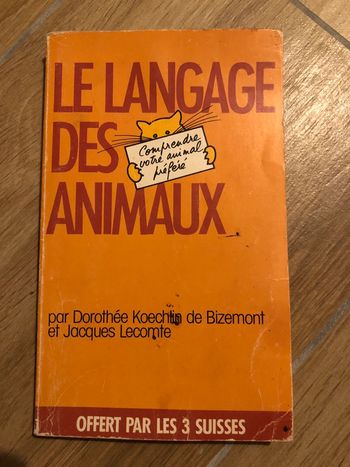 LE LANGAGE
DES
Comprendre
votre animal
préféré
ANIMAUX
par Dorothée Koechlin de Bizemont
et Jacques Lecomte
OFFERT PAR LES 3 SUISSES